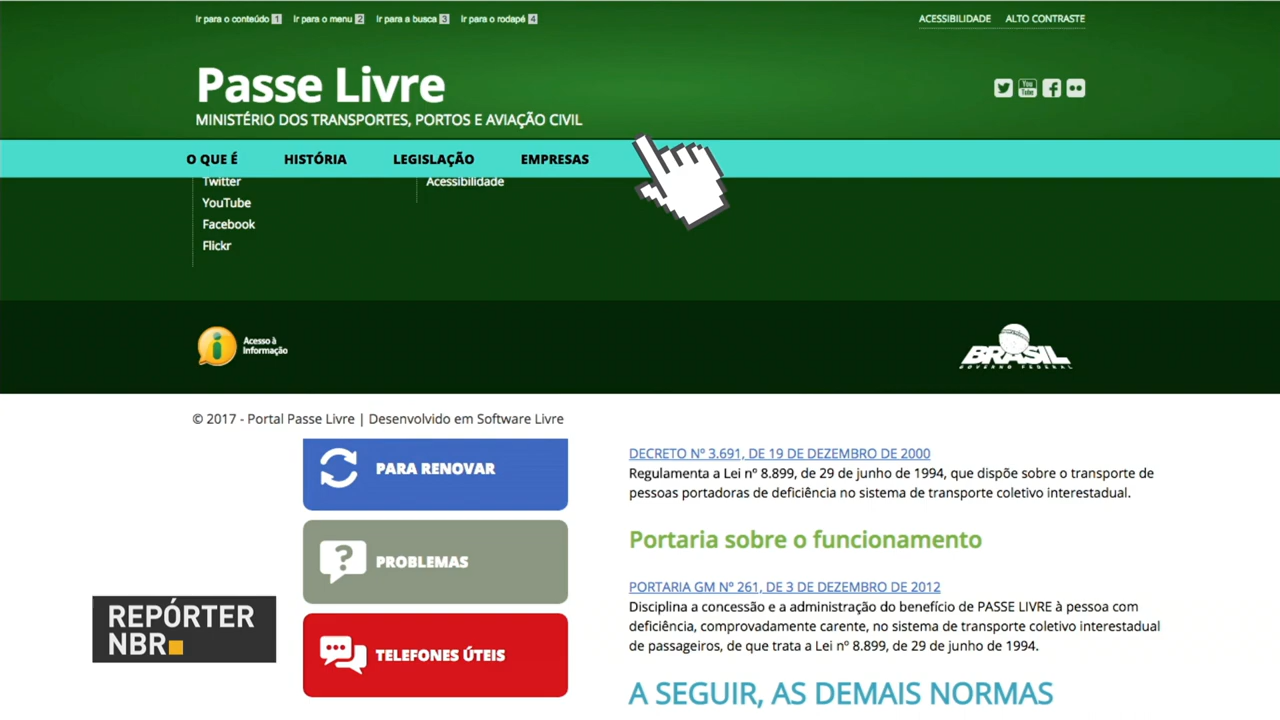 Ir para o conteúdo 1 Ir para o menu 2 Ir para a busca 3 Ir para o rodapé 4
ACESSIBILIDADE ALTO CONTRASTE
Passe Livre
MINISTÉRIO DOS TRANSPORTES, PORTOS E AVIAÇÃO CIVIL
You Tube
O QUE É HISTÓRIA LEGISLAÇÃO EMPRESAS
Twitter
YouTube
Facebook
Flickr
Acessibilidade
Acesso à
Informação
BRASIL
GOVERNO FEDERAL
© 2017 - Portal Passe Livre | Desenvolvido em Software Livre
PARA RENOVAR
PROBLEMAS
TELEFONES ÚTEIS
DECRETO Nº 3.691, DE 19 DE DEZEMBRO DE 2000
Regulamenta a Lei nº 8.899, de 29 de junho de 1994, que dispõe sobre o transporte de
pessoas portadoras de deficiência no sistema de transporte coletivo interestadual.
Portaria sobre o funcionamento
PORTARIA GM Nº 261, DE 3 DE DEZEMBRO DE 2012
Disciplina a concessão e a administração do benefício de PASSE LIVRE à pessoa com
deficiência, comprovadamente carente, no sistema de transporte coletivo interestadual
de passageiros, de que trata a Lei nº 8.899, de 29 de junho de 1994.
A SEGUIR, AS DEMAIS NORMAS
REPÓRTER
NBR